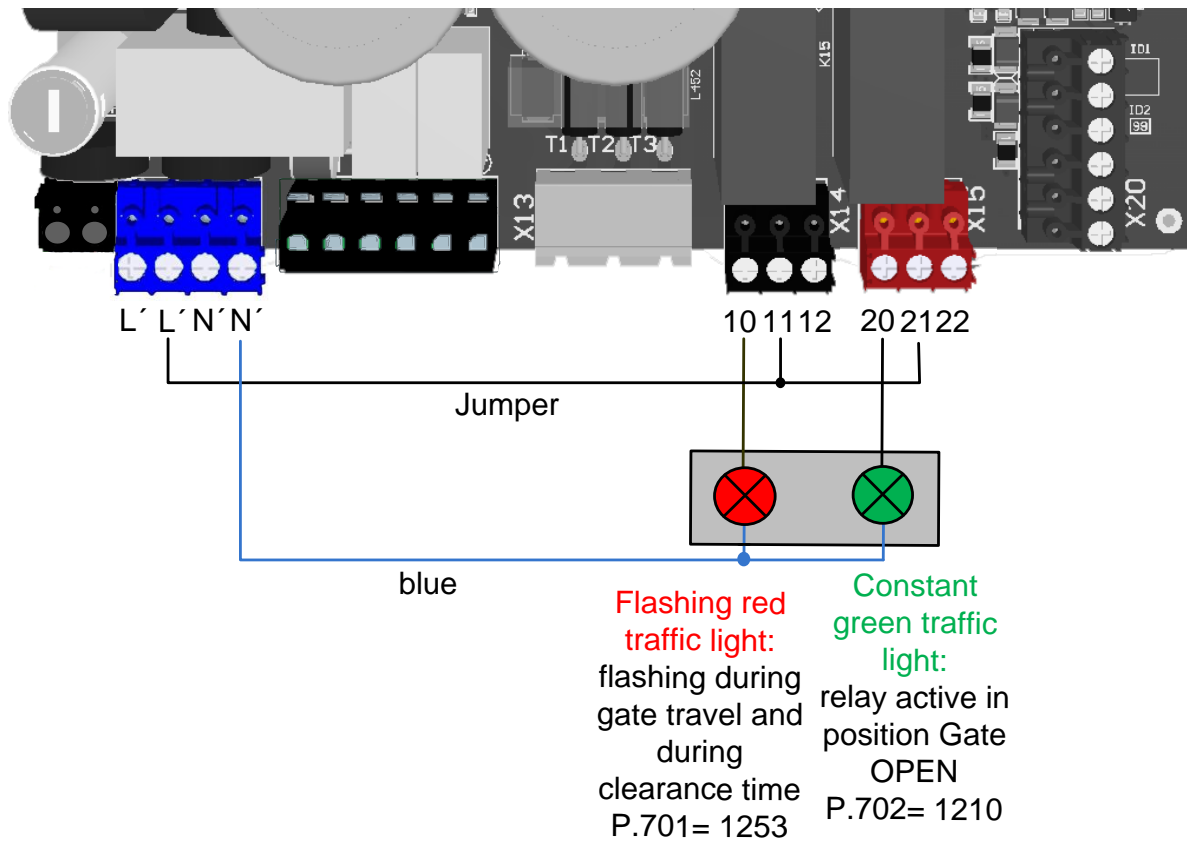 K15
L452
ID1
ID2
99
T1 T2 T3
X13
X14
X15
X20
L´ L´ N´ N´
10 11 12
20 21 22
Jumper
blue
Flashing red
traffic light:
flashing during
gate travel and
during
clearance time
P.701= 1253
Constant
green traffic
light:
relay active in
position Gate
OPEN
P.702= 1210